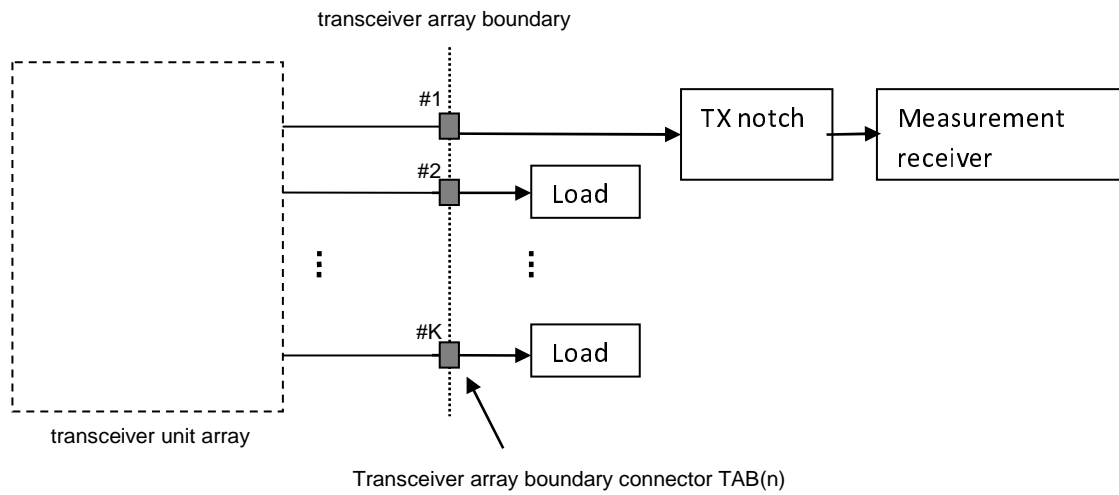 transceiver array boundary
#1
TX notch
Measurement
receiver
#2
Load
#K
Load
transceiver unit array
Transceiver array boundary connector TAB(n)